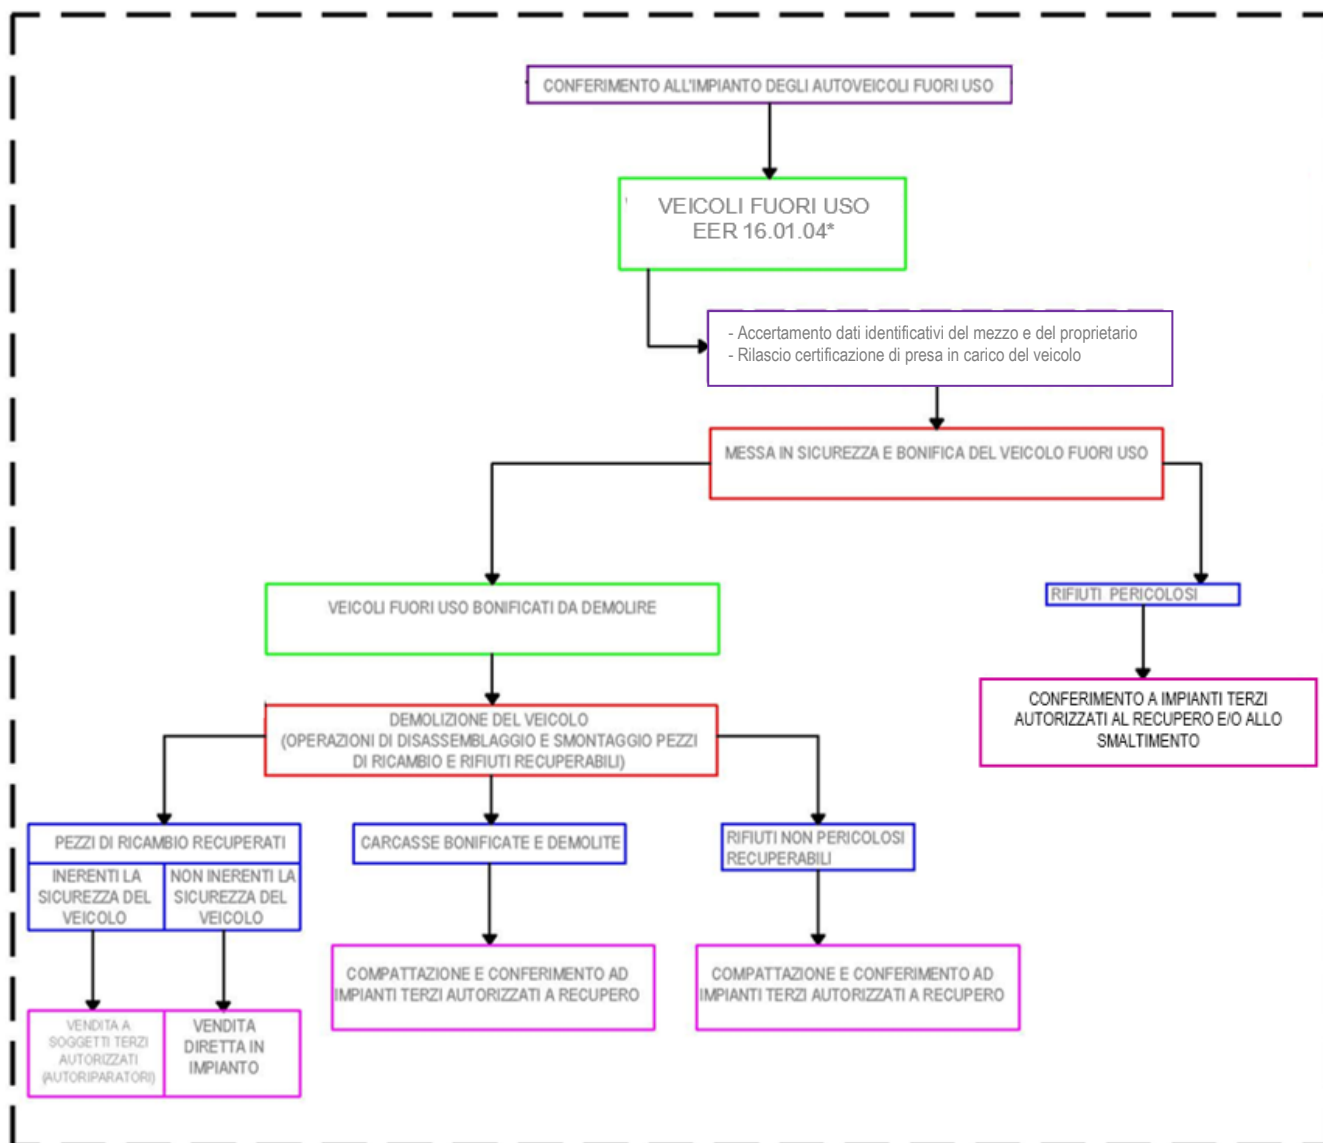 CONFERIMENTO ALL'IMPIANTO DEGLI AUTOVEICOLI FUORI USO
VEICOLI FUORI USO
EER 16.01.04*
- Accertamento dati identificativi del mezzo e del proprietario
- Rilascio certificazione di presa in carico del veicolo
MESSA IN SICUREZZA E BONIFICA DEL VEICOLO FUORI USO
VEICOLI FUORI USO BONIFICATI DA DEMOLIRE
RIFIUTI PERICOLOSI
CONFERIMENTO A IMPIANTI TERZI
AUTORIZZATI AL RECUPERO E/O ALLO
SMALTIMENTO
DEMOLIZIONE DEL VEICOLO
(OPERAZIONI DI DISASSEMBLAGGIO E SMONTAGGIO PEZZI
DI RICAMBIO E RIFIUTI RECUPERABILI)
PEZZI DI RICAMBIO RECUPERATI
INERENTI LA
SICUREZZA DEL
VEICOLO
NON INERENTI LA
SICUREZZA DEL
VEICOLO
CARCASSE BONIFICATE E DEMOLITE
RIFIUTI NON PERICOLOSI
RECUPERABILI
VENDITA A
SOGGETTI TERZI
AUTORIZZATI
(AUTORIPARATORI)
VENDITA
DIRETTA IN
IMPIANTO
COMPATTAZIONE E CONFERIMENTO AD
IMPIANTI TERZI AUTORIZZATI A RECUPERO
COMPATTAZIONE E CONFERIMENTO AD
IMPIANTI TERZI AUTORIZZATI A RECUPERO